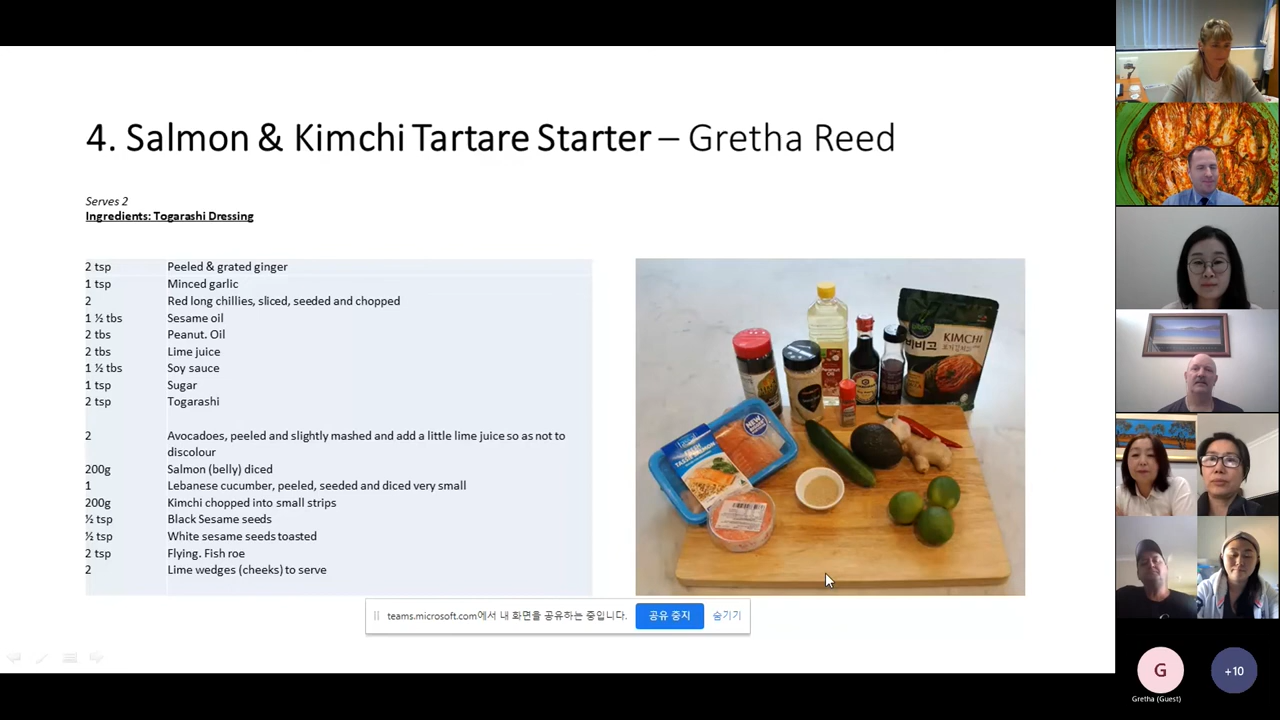 4. Salmon & Kimchi Tartare Starter – Gretha Reed
Serves 2
Ingredients: Togarashi Dressing
2 tsp Peeled & grated ginger
1 tsp Minced garlic
2 Red long chillies, sliced, seeded and chopped
1 ½ tbs Sesame oil
2 tbs Peanut. Oil
2 tbs Lime juice
1 ½ tbs Soy sauce
1 tsp Sugar
2 tsp Togarashi
2 Avocadoes, peeled and slightly mashed and add a little lime juice so as not to
discolour
200g Salmon (belly) diced
1 Lebanese cucumber, peeled, seeded and diced very small
200g Kimchi chopped into small strips
½ tsp Black Sesame seeds
½ tsp White sesame seeds toasted
2 tsp Flying. Fish roe
2 Lime wedges (cheeks) to serve
비비고
KIMCHI
teams.microsoft.com에서 내 화면을 공유하는 중입니다.
공유 중지
숨기기
G
+10
Gretha (Guest)